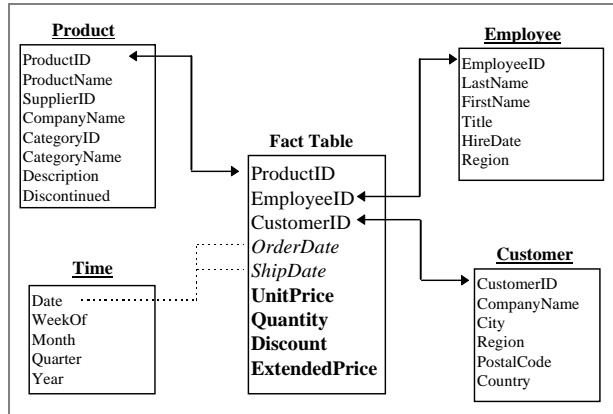 Product
ProductID
ProductName
SupplierID
CompanyName
CategoryID
CategoryName
Description
Discontinued
Employee
EmployeeID
LastName
FirstName
Title
HireDate
Region
Fact Table
ProductID
EmployeeID
CustomerID
OrderDate
ShipDate
UnitPrice
Quantity
Discount
ExtendedPrice
Time
Date
WeekOf
Month
Quarter
Year
Customer
CustomerID
CompanyName
City
Region
PostalCode
Country